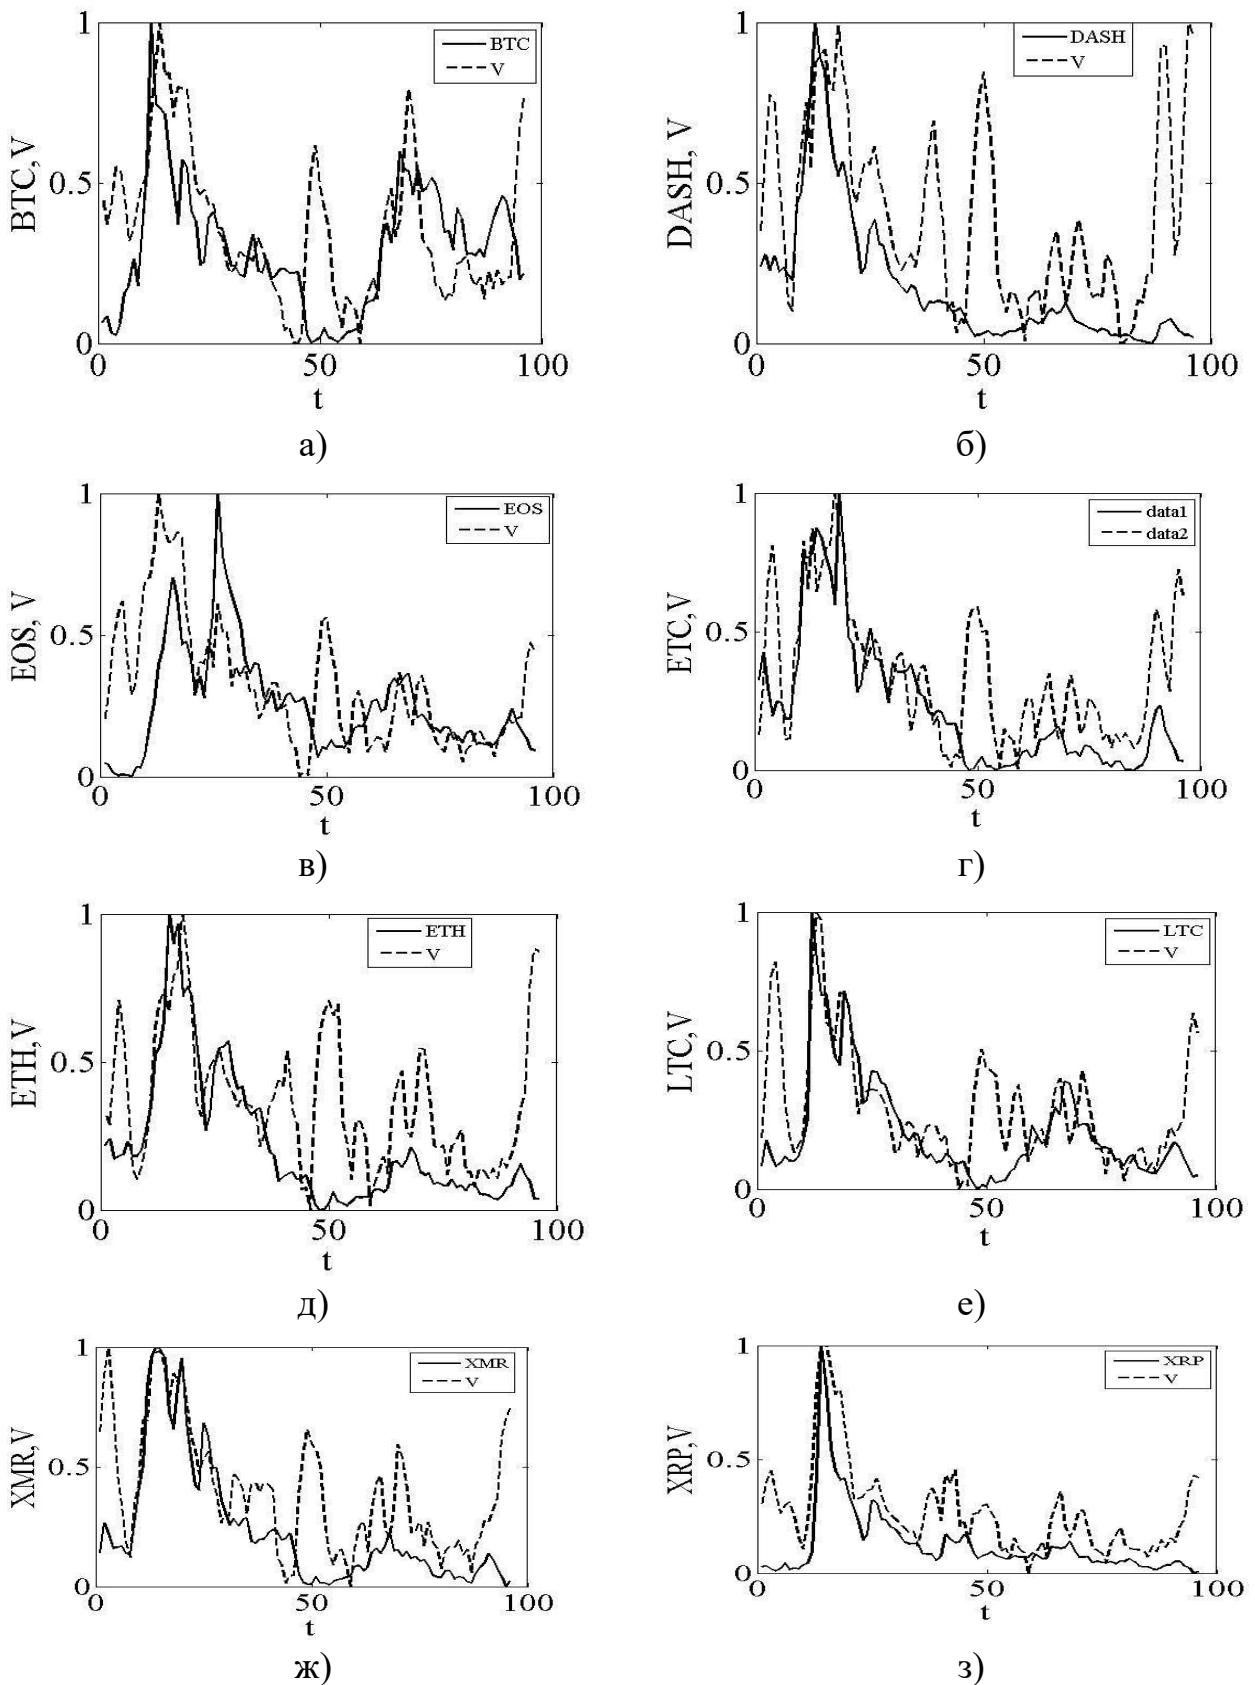 1
BTC
V
BTC, V
0.5
0
0
50
100
t
а)
1
DASH
V
DASH, V
0.5
0
0
50
100
t
б)
1
EOS
V
EOS, V
0.5
0
0
50
100
t
в)
1
data1
data2
ETC,V
0.5
0
0
50
100
t
г)
1
ETH
V
ETH,V
0.5
0
0
50
100
t
д)
1
LTC
V
LTC,V
0.5
0
0
50
100
t
е)
1
XMR
V
XMR,V
0.5
0
0
50
100
t
ж)
1
XRP
V
XRP,V
0.5
0
0
50
100
t
з)